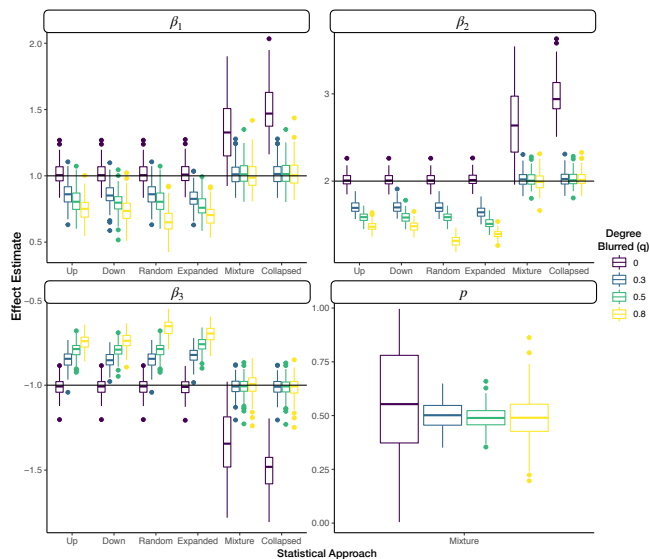 β₁
β₂
2.0
1.5
1.0
0.5
3
2
Up Down Random Expanded Mixture Collapsed
Up Down Random Expanded Mixture Collapsed
Effect Estimate
β₃
p
−0.5
−1.0
−1.5
1.00
0.75
0.50
0.25
0.00
Up Down Random Expanded Mixture Collapsed
Mixture
Statistical Approach
Degree
Blurred (q)
0
0.3
0.5
0.8